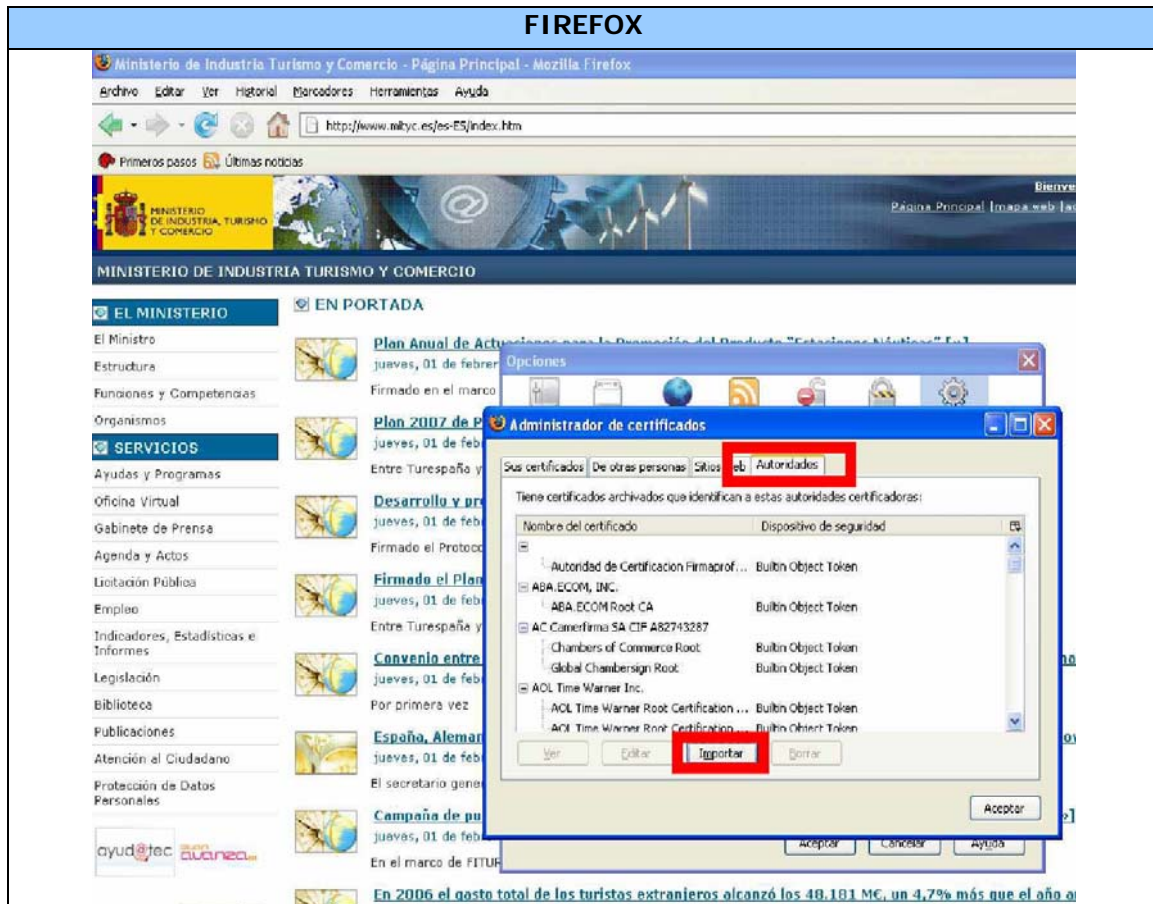 FIREFOX
Ministerio de Industria Turismo y Comercio - Página Principal - Mozilla Firefox
Archivo Editar Ver Historial Marcadores Herramientas Ayuda
http://www.mityc.es/es-ES/index.htm
Primeros pasos Últimas noticias
Bienve
MINISTERIO
DE INDUSTRIA, TURISMO
Y COMERCIO
Página Principal |mapa web |ac
MINISTERIO DE INDUSTRIA TURISMO Y COMERCIO
EL MINISTERIO
El Ministro
Estructura
Funciones y Competencias
Organismos
SERVICIOS
Ayudas y Programas
Oficina Virtual
Gabinete de Prensa
Agenda y Actos
Licitación Pública
Empleo
Indicadores, Estadísticas e
Informes
Legislación
Biblioteca
Publicaciones
Atención al Ciudadano
Protección de Datos
Personales
ayud@tec
plan avanza
EN PORTADA
Plan Anual de Actuaciones para la Promoción del Producto "Estaciones Náuticas" [+]
jueves, 01 de febrer
Firmado en el marco
Plan 2007 de P
jueves, 01 de feb
Entre Turespaña y
Desarrollo y pr
jueves, 01 de feb
Firmado el Protoco
Firmado el Plan
jueves, 01 de feb
Entre Turespaña y
Convenio entre
jueves, 01 de feb
Por primera vez
España, Aleman
jueves, 01 de feb
El secretario gene
Campaña de pu
jueves, 01 de feb
En el marco de FITUR
En 2006 el gasto total de los turistas extranjeros alcanzó los 48.181 M€, un 4,7% más que el año a
Opciones
Administrador de certificados
Sus certificados De otras personas Sitios eb Autoridades
Tiene certificados archivados que identifican a estas autoridades certificadoras:
Nombre del certificado Dispositivo de seguridad
Autoridad de Certificacion Firmaprof... Builtin Object Token
ABA.ECOM, INC.
ABA.ECOM Root CA Builtin Object Token
AC Camerfirma SA CIF A82743287
Chambers of Commerce Root Builtin Object Token
Global Chambersign Root Builtin Object Token
AOL Time Warner Inc.
AOL Time Warner Root Certification ... Builtin Object Token
AOL Time Warner Root Certification ... Builtin Object Token
Ver Editar Importar Borrar
Aceptar
Aceptar Cancelar Ayuda